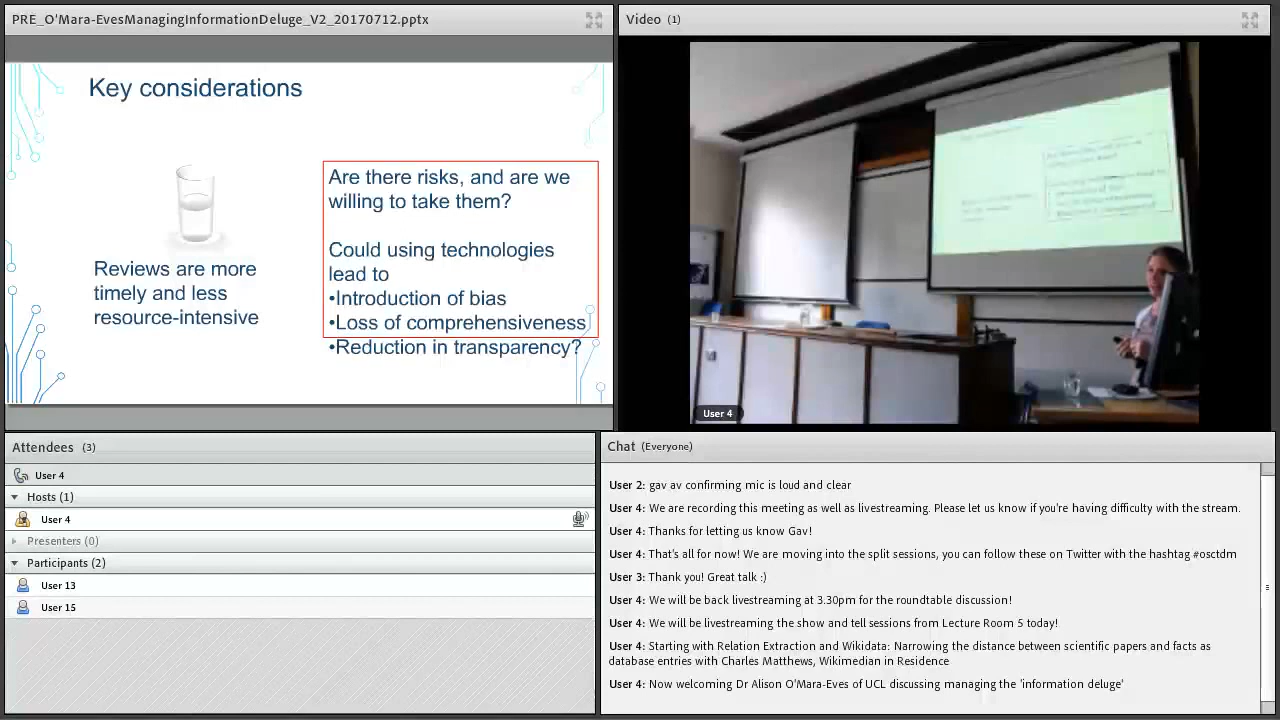 PRE_O'Mara-EvesManagingInformationDeluge_V2_20170712.pptx
Key considerations
Reviews are more
timely and less
resource-intensive
Are there risks, and are we
willing to take them?
Could using technologies
lead to
•Introduction of bias
•Loss of comprehensiveness
•Reduction in transparency?
Video (1)
User 4
Attendees (3)
User 4
Hosts (1)
User 4
Presenters (0)
Participants (2)
User 13
User 15
Chat (Everyone)
User 2: gav av confirming mic is loud and clear
User 4: We are recording this meeting as well as livestreaming. Please let us know if you're having difficulty with the stream.
User 4: Thanks for letting us know Gav!
User 4: That's all for now! We are moving into the split sessions, you can follow these on Twitter with the hashtag #osctdm
User 3: Thank you! Great talk :)
User 4: We will be back livestreaming at 3.30pm for the roundtable discussion!
User 4: We will be livestreaming the show and tell sessions from Lecture Room 5 today!
User 4: Starting with Relation Extraction and Wikidata: Narrowing the distance between scientific papers and facts as
database entries with Charles Matthews, Wikimedian in Residence
User 4: Now welcoming Dr Alison O'Mara-Eves of UCL discussing managing the 'information deluge'